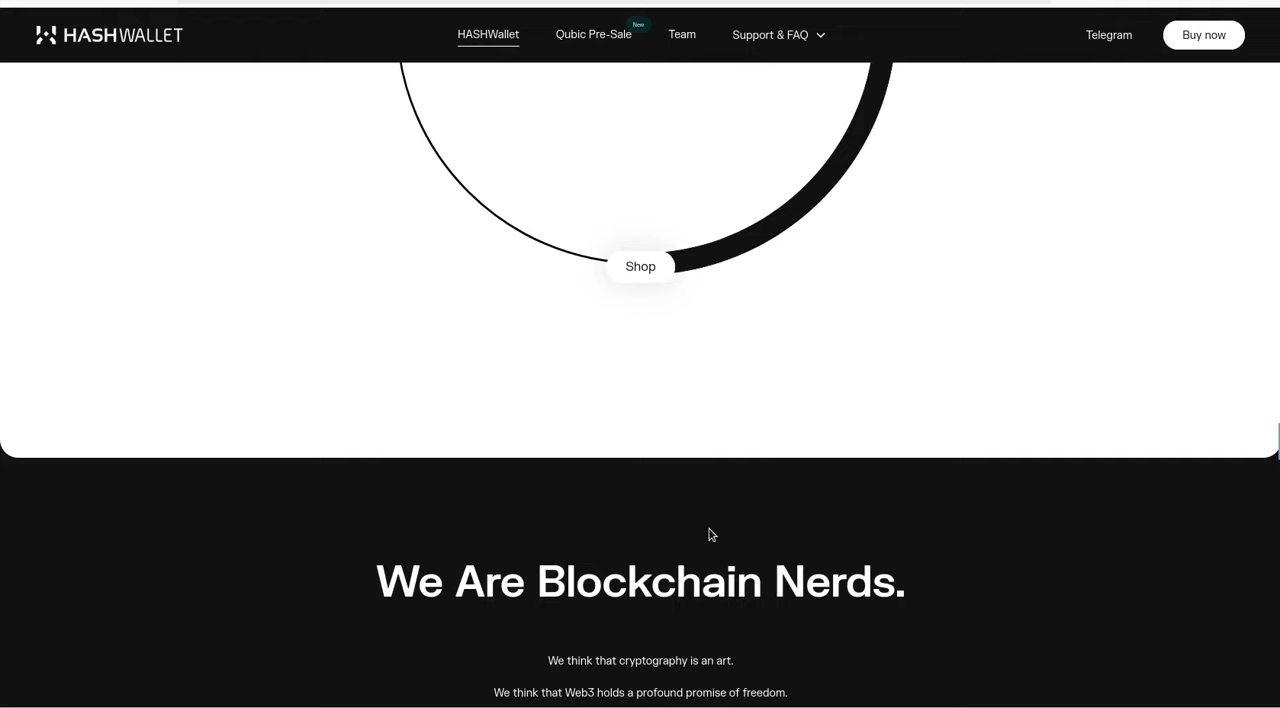 HASHWALLET
HASHWallet
Qubic Pre-Sale
New
Team
Support & FAQ
Telegram
Buy now
Shop
We Are Blockchain Nerds.
We think that cryptography is an art.
We think that Web3 holds a profound promise of freedom.